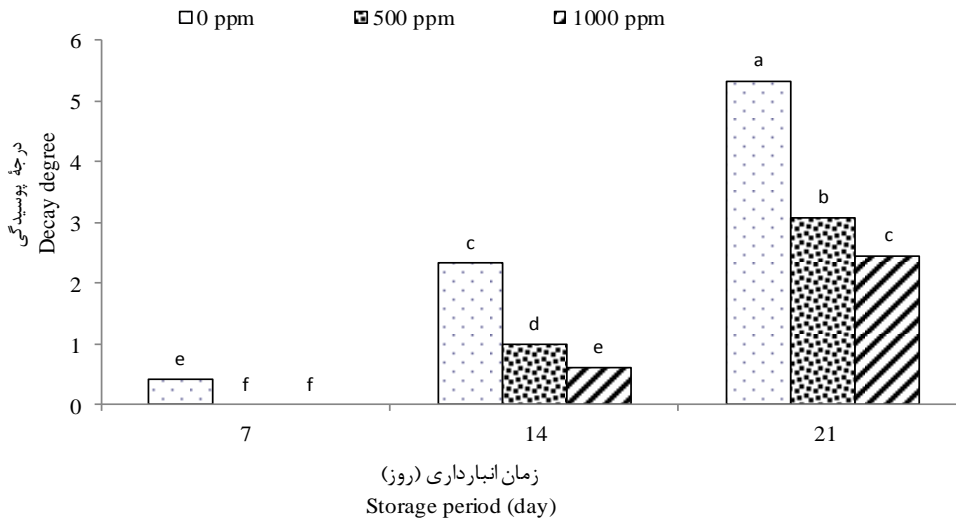 0 ppm 500 ppm 1000 ppm
6
5
4
3
2
1
0
درجۀ پوسیدگی
Decay degree
e f f
c d e
a b c
7 14 21
زمان انبارداری (روز)
Storage period (day)